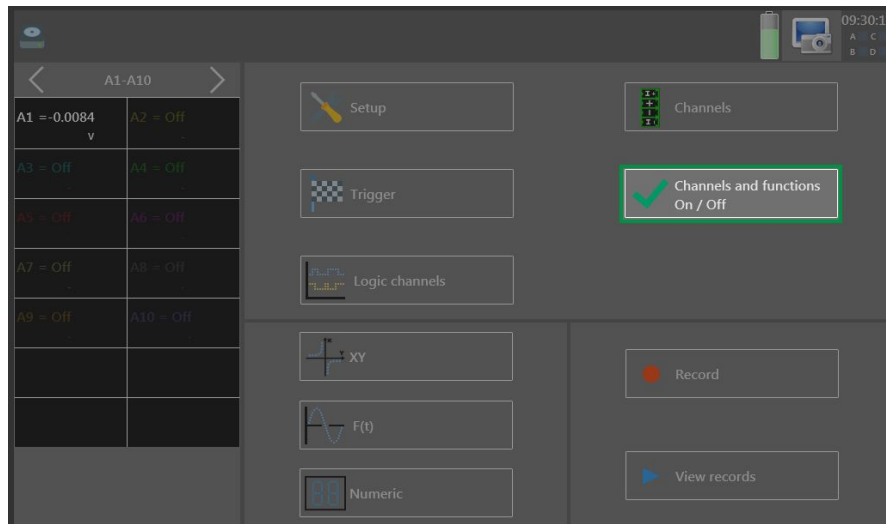 09:30:1
A C
B D
A1-A10
A1 =-0.0084
V
A2 = Off
A3 = Off
A4 = Off
A5 = Off
A6 = Off
A7 = Off
A8 = Off
A9 = Off
A10 = Off
Setup
Channels
Trigger
Channels and functions
On / Off
Logic channels
XY
F(t)
Numeric
Record
View records